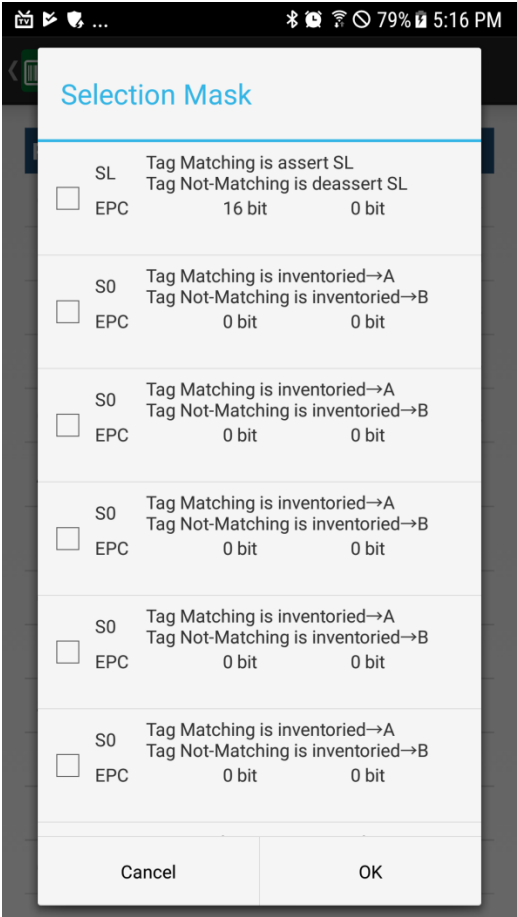 ... 79% 5:16 PM
Selection Mask
SL Tag Matching is assert SL
Tag Not-Matching is deassert SL
EPC 16 bit 0 bit
S0 Tag Matching is inventoried→A
Tag Not-Matching is inventoried→B
EPC 0 bit 0 bit
S0 Tag Matching is inventoried→A
Tag Not-Matching is inventoried→B
EPC 0 bit 0 bit
S0 Tag Matching is inventoried→A
Tag Not-Matching is inventoried→B
EPC 0 bit 0 bit
S0 Tag Matching is inventoried→A
Tag Not-Matching is inventoried→B
EPC 0 bit 0 bit
S0 Tag Matching is inventoried→A
Tag Not-Matching is inventoried→B
EPC 0 bit 0 bit
Cancel OK